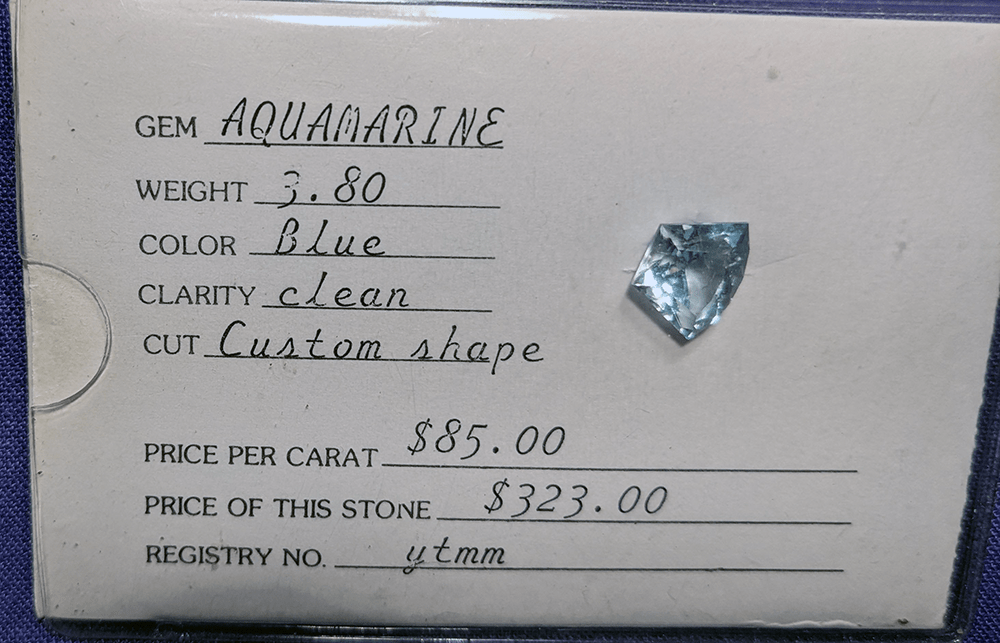 GEM AQUAMARINE
WEIGHT 3.80
COLOR Blue
CLARITY clean
CUT Custom shape
PRICE PER CARAT $85.00
PRICE OF THIS STONE $323.00
REGISTRY NO. ytmm